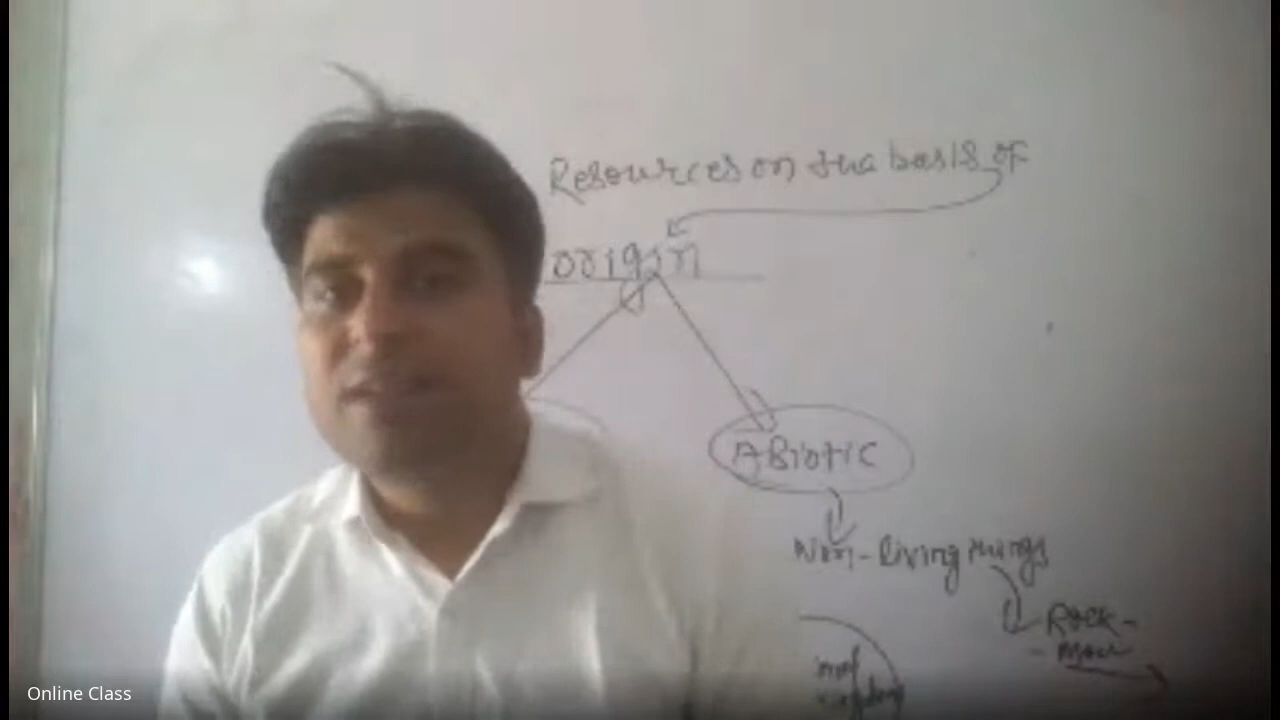 Resources on the basis of
origin
ABiotic
Non-living things
Rock-
Online Class